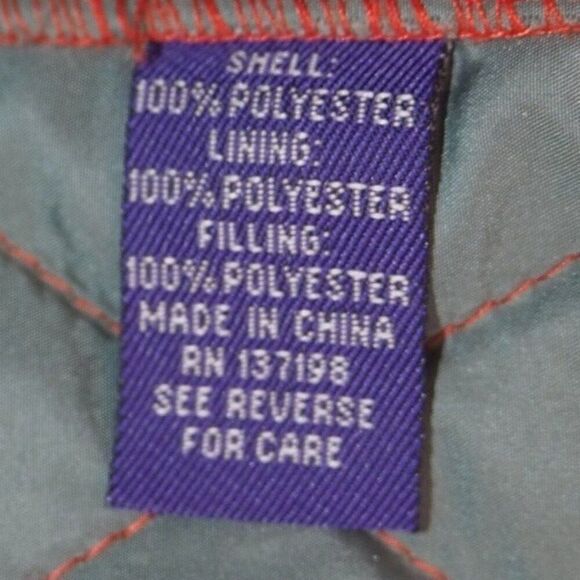 SHELL:
100% POLYESTER
LINING:
100% POLYESTER
FILLING:
100% POLYESTER
MADE IN CHINA
RN 137198
SEE REVERSE
FOR CARE